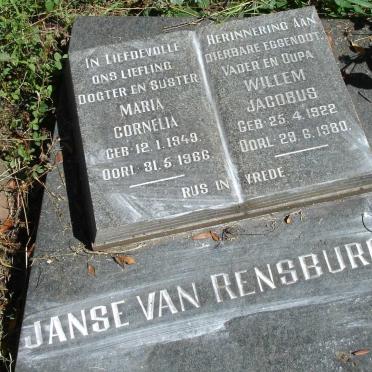 IN LIEFDEVOLLE
ONS LIEFLING
DOGTER EN SUSTER
MARIA
CORNELIA
GEB: 12.1.1949.
OORL 31.5.1966.
HERINNERING AAN
DIERBARE EGGENOOT.
VADER EN OUPA
WILLEM
JACOBUS
GEB: 25.4.1922
OORL: 29.6.1980.
RUS IN VREDE
JANSE VAN RENSBURG